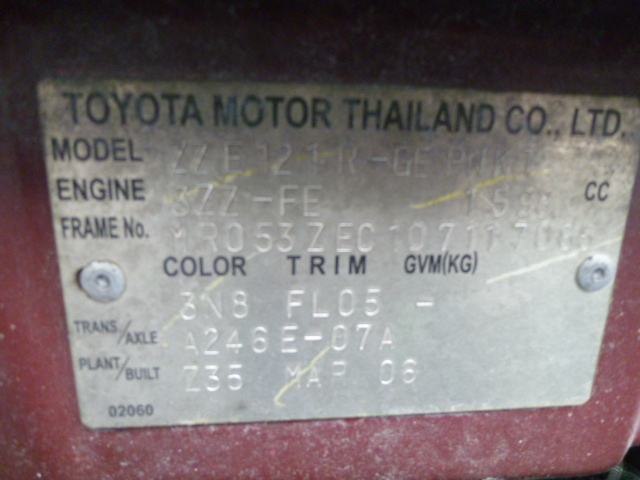 TOYOTA MOTOR THAILAND CO., LTD.
MODEL
ENGINE 3ZZ-FE CC
FRAME No.
COLOR TRIM GVM(KG)
3N8 FL05 -
TRANS/AXLE A246E-07A
PLANT/BUILT Z35 MAR 06
02060